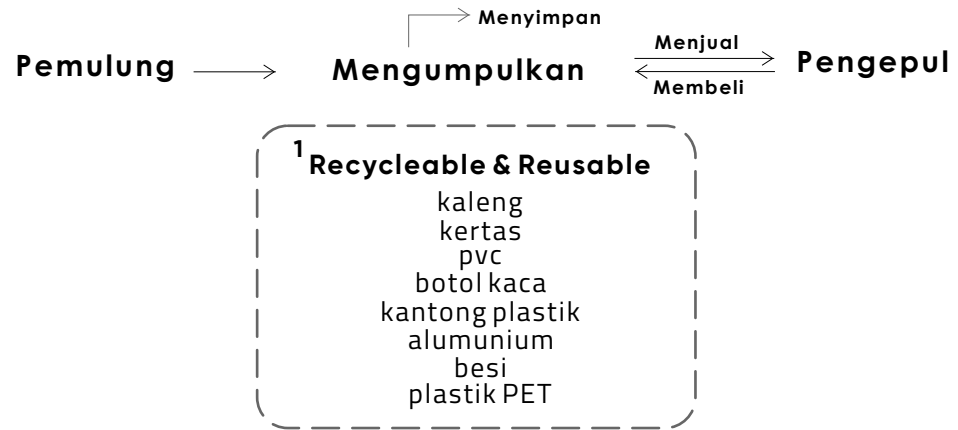 Menyimpan
Pemulung
Mengumpulkan
Menjual
Membeli
Pengepul
1 Recycleable & Reusable
kaleng
kertas
pvc
botol kaca
kantong plastik
alumunium
besi
plastik PET